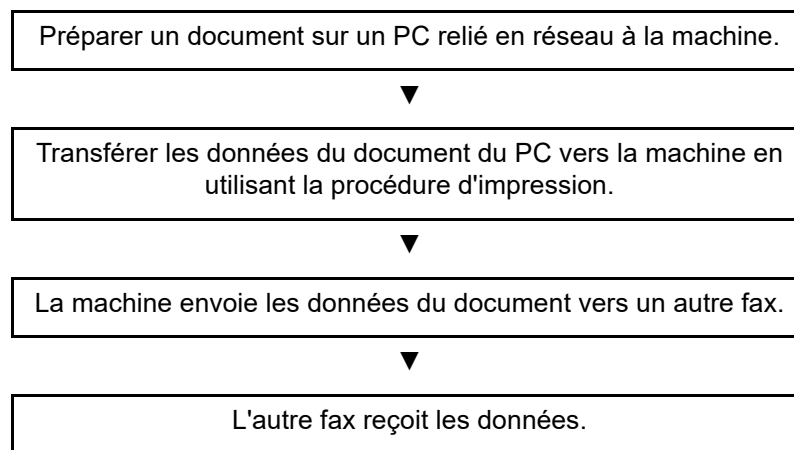 Préparer un document sur un PC relié en réseau à la machine.
▼
Transférer les données du document du PC vers la machine en
utilisant la procédure d'impression.
▼
La machine envoie les données du document vers un autre fax.
▼
L'autre fax reçoit les données.